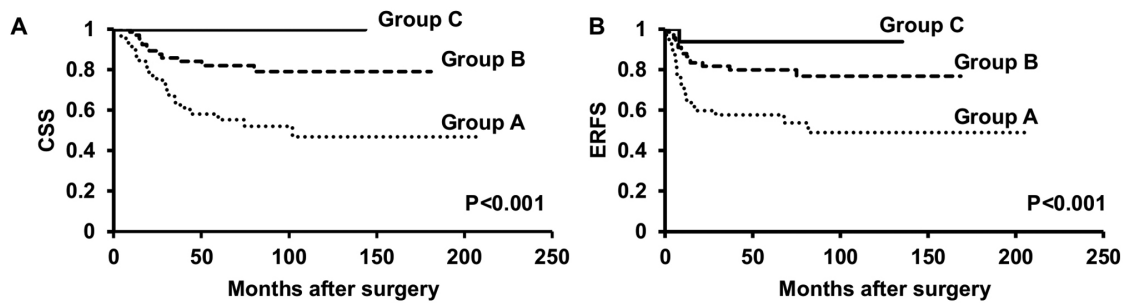 A
CSS
1
0.8
0.6
0.4
0.2
0
0 50 100 150 200 250
Months after surgery
Group C
Group B
Group A
P<0.001
B
ERFS
1
0.8
0.6
0.4
0.2
0
0 50 100 150 200 250
Months after surgery
Group C
Group B
Group A
P<0.001